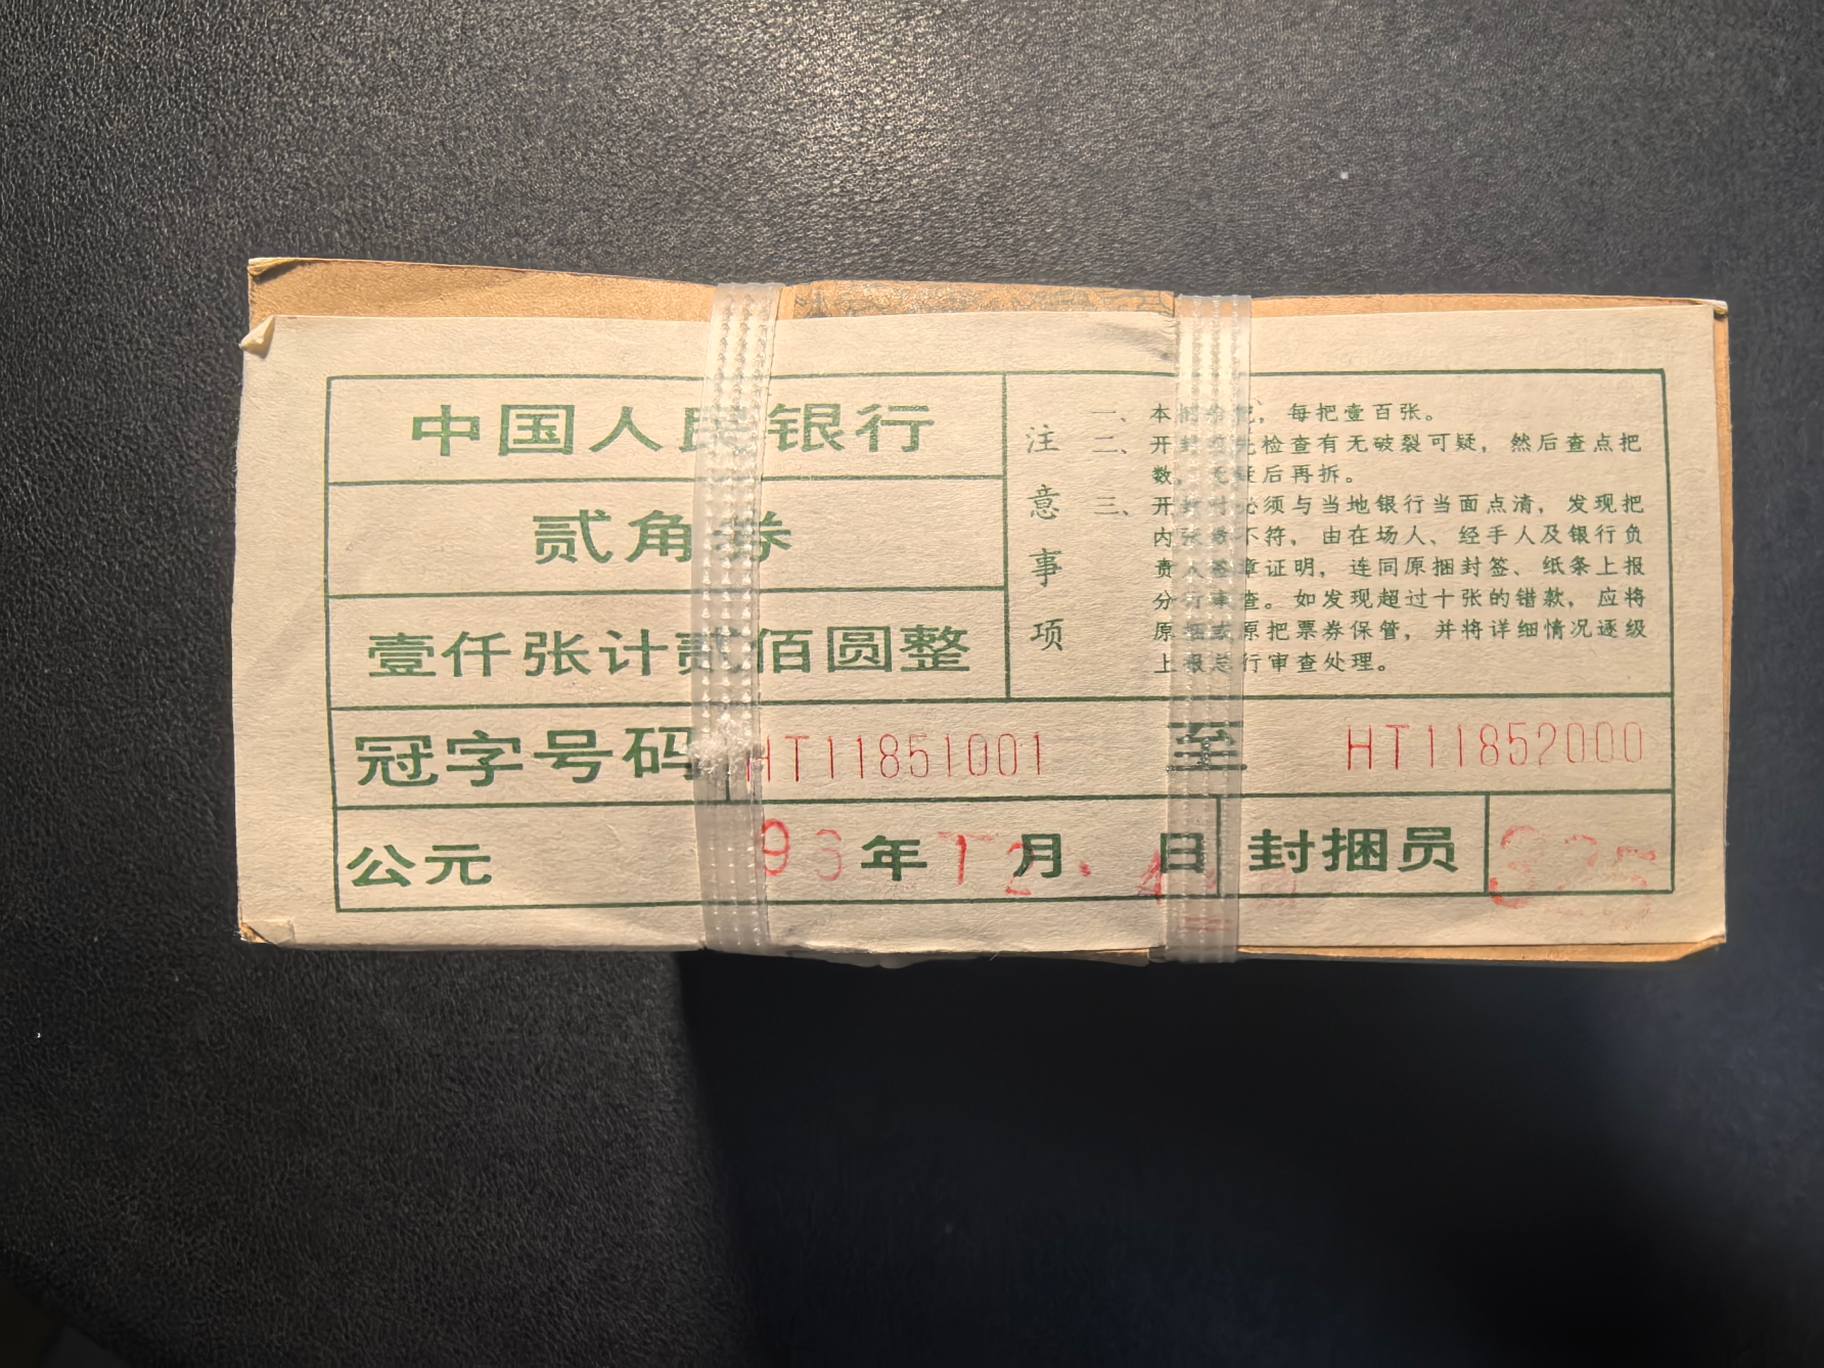 中国人民银行
贰角券
壹仟张计贰佰圆整
注意事项
一、本捆拾把，每把壹百张。
二、开封前先检查有无破裂可疑，然后查点把
数，无疑后再拆。
三、开封时必须与当地银行当面点清，发现把
内张数不符，由在场人、经手人及银行负
责人签章证明，连同原捆封签、纸条上报
分行审查。如发现超过十张的错款，应将
原捆或原把票券保管，并将详细情况逐级
上报总行审查处理。
冠字号码 HT11851001 至 HT11852000
公元 93 年 12 月 日 封捆员 325